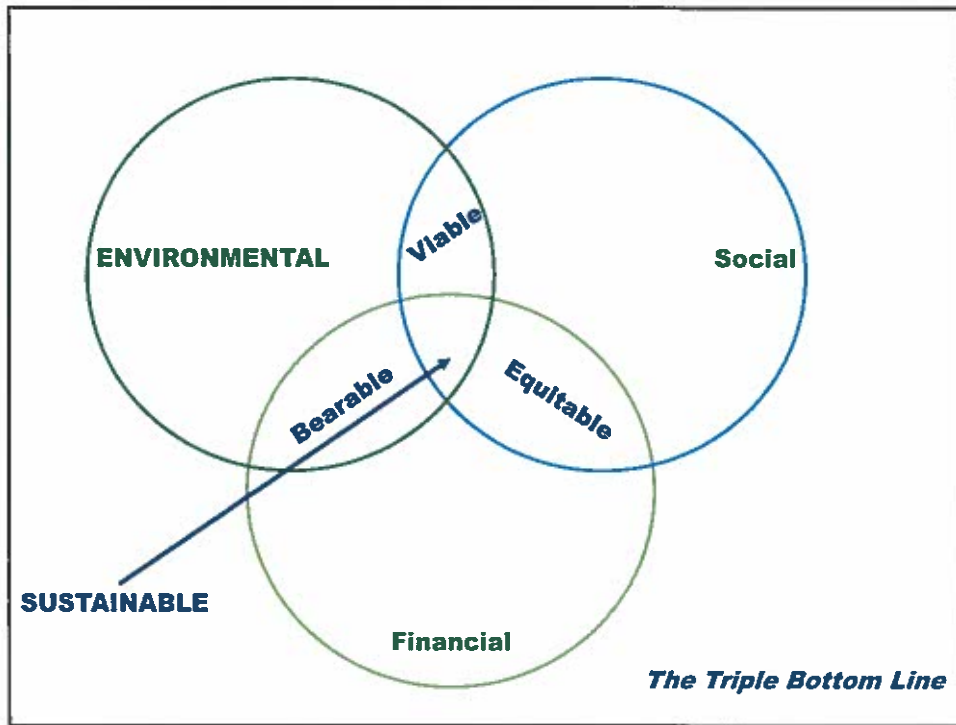 Viable
ENVIRONMENTAL
Social
Bearable
Equitable
SUSTAINABLE
Financial
The Triple Bottom Line